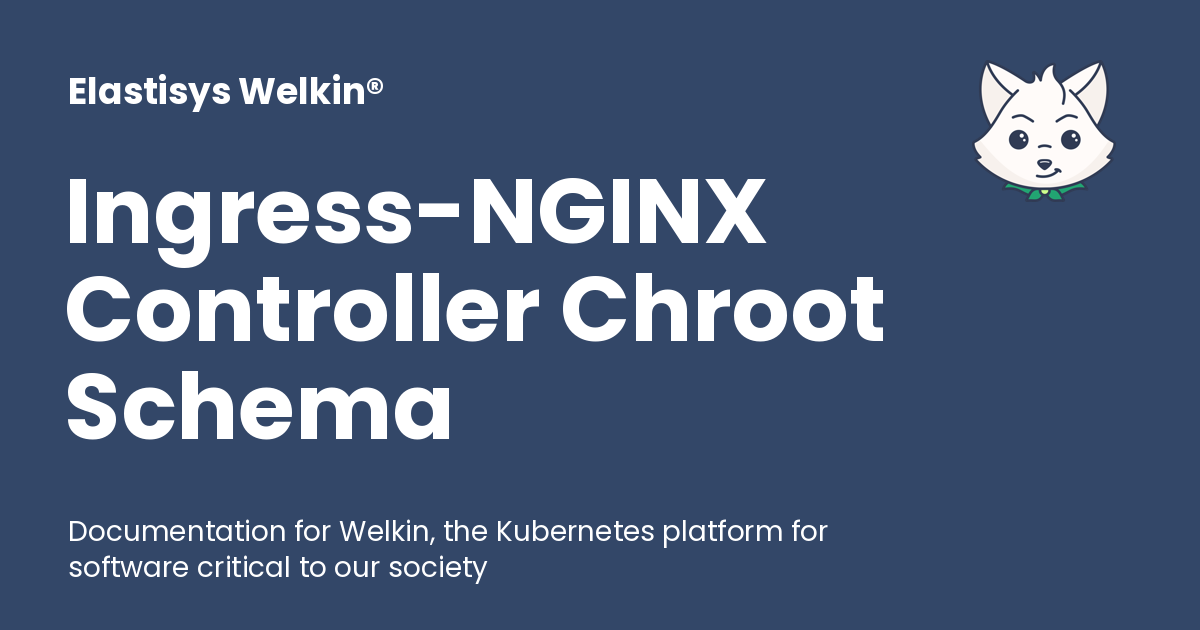 Elastisys Welkin®
Ingress-NGINX
Controller Chroot
Schema
Documentation for Welkin, the Kubernetes platform for
software critical to our society